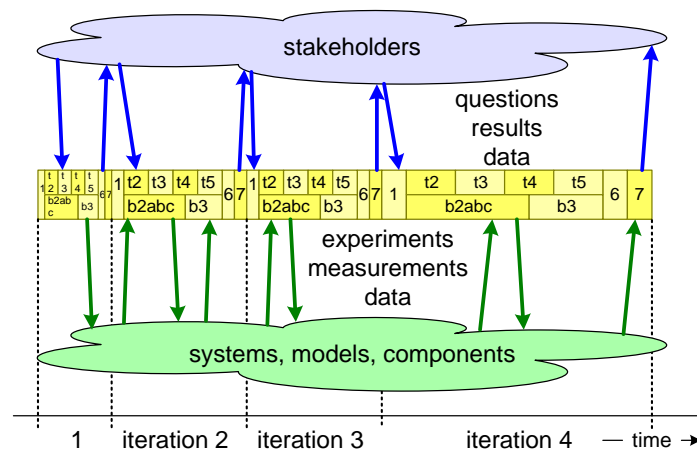 stakeholders
questions
results
data
1 t2 t3 t4 t5 6 7 1 t2 t3 t4 t5 6 7 1 t2 t3 t4 t5 6 7 1 t2 t3 t4 t5 6 7
b2abc b3 b2abc b3 b2abc b3 b2abc b3
experiments
measurements
data
systems, models, components
1 iteration 2 iteration 3 iteration 4 time